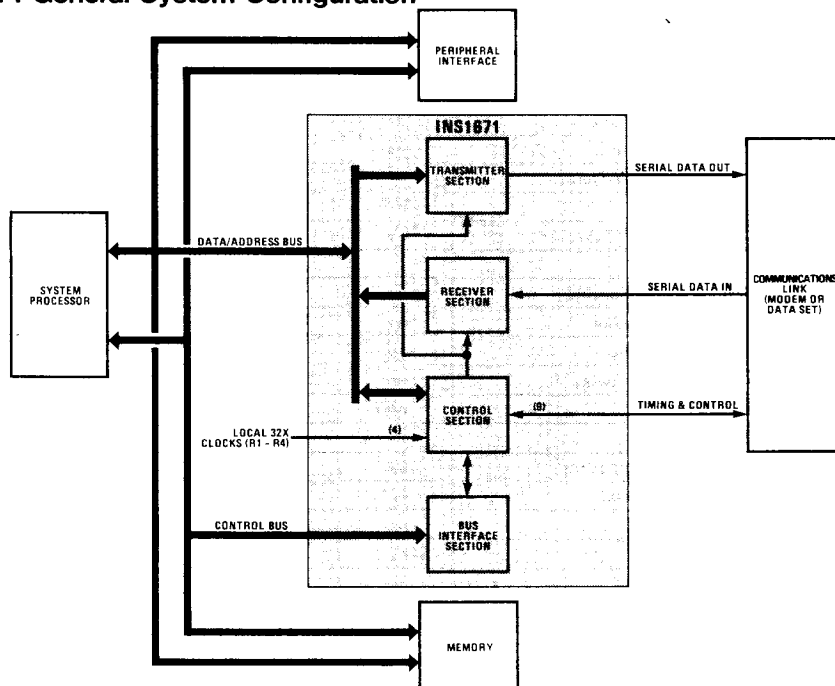 General System Configuration
PERIPHERAL
INTERFACE
INS1671
TRANSMITTER
SECTION
SERIAL DATA OUT
DATA/ADDRESS BUS
SYSTEM
PROCESSOR
RECEIVER
SECTION
SERIAL DATA IN
COMMUNICATIONS
LINK
(MODEM OR
DATA SET)
CONTROL
SECTION
(8)
TIMING & CONTROL
LOCAL 32X
CLOCKS (R1 - R4)
(4)
CONTROL BUS
BUS
INTERFACE
SECTION
MEMORY